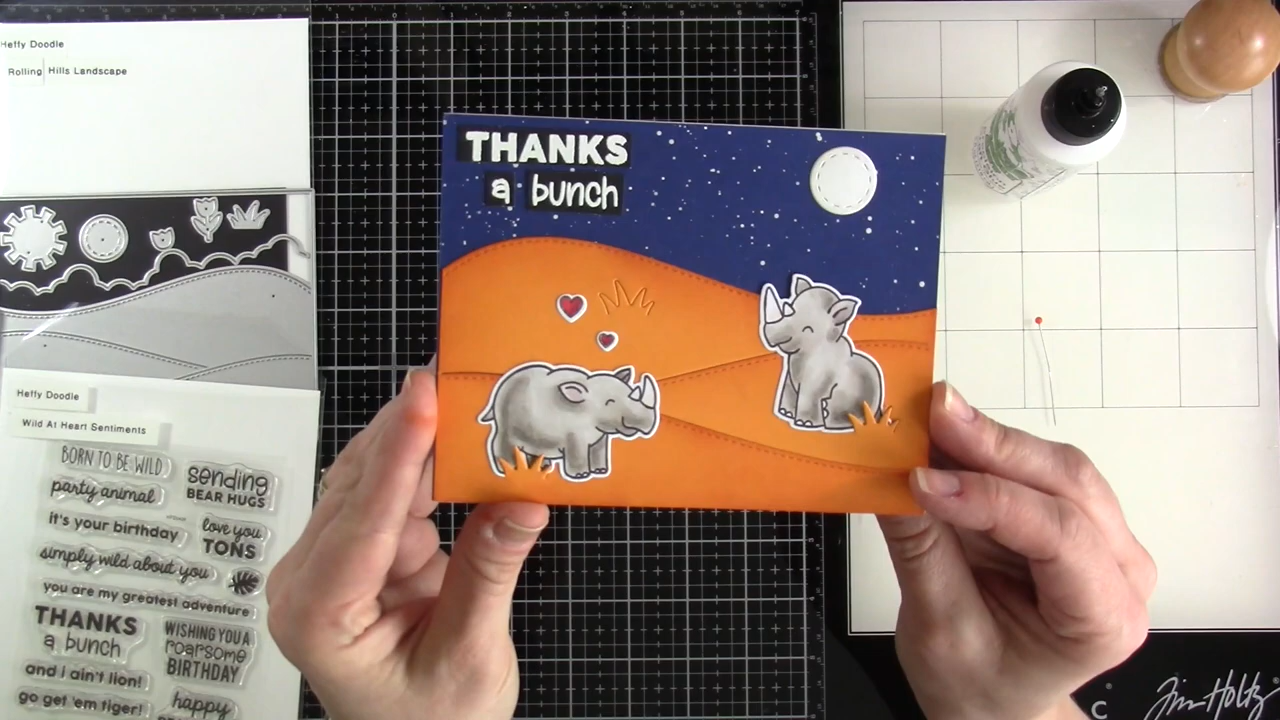 Heffy Doodle
Rolling Hills Landscape
THANKS
a bunch
Heffy Doodle
Wild At Heart Sentiments
BORN TO BE WILD
sending
BEAR HUGS
party animal
it's your birthday
love you
TONS
simply wild about you
you are my greatest adventure
THANKS
a bunch
WISHING YOU A
roarsome
BIRTHDAY
and i ain't lion!
go get 'em tiger!
happy
Tim Holtz